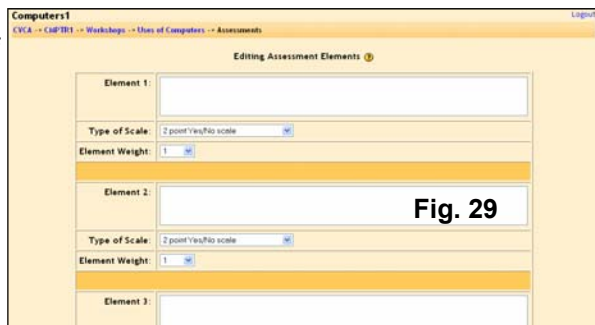 Computers1
Logout
CVCA -> CMPTR1 -> Workshops -> Uses of Computers -> Assessments
Editing Assessment Elements ?
Element 1:
Type of Scale: 2 point Yes/No scale
Element Weight: 1
Element 2:
Fig. 29
Type of Scale: 2 point Yes/No scale
Element Weight: 1
Element 3: